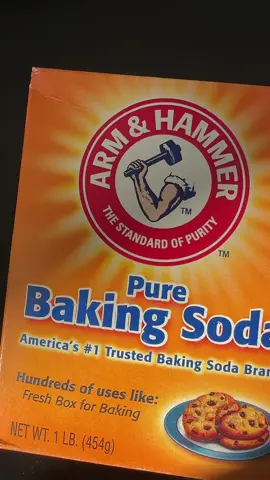 ARM & HAMMER
THE STANDARD OF PURITY
TM
TM
Pure
Baking Soda
America's #1 Trusted Baking Soda Bran
Hundreds of uses like:
Fresh Box for Baking
NET WT. 1 LB. (454g)